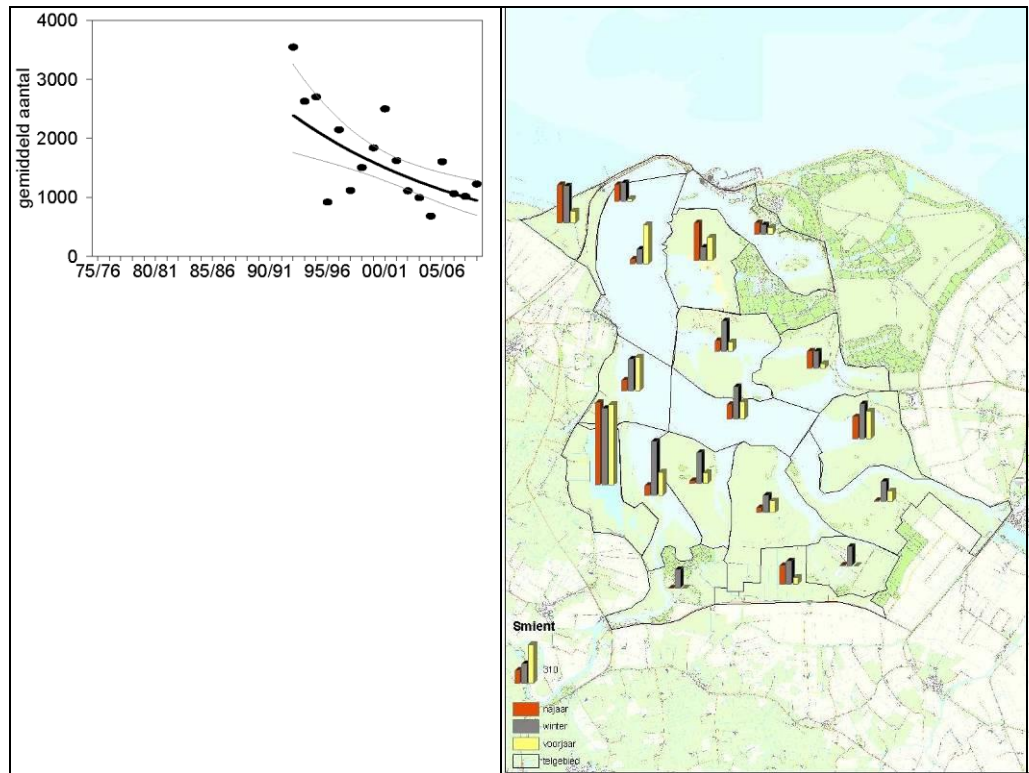 4000
3000
2000
1000
0
gemiddeld aantal
75/76 80/81 85/86 90/91 95/96 00/01 05/06
Smient
310
najaar
winter
voorjaar
telgebied